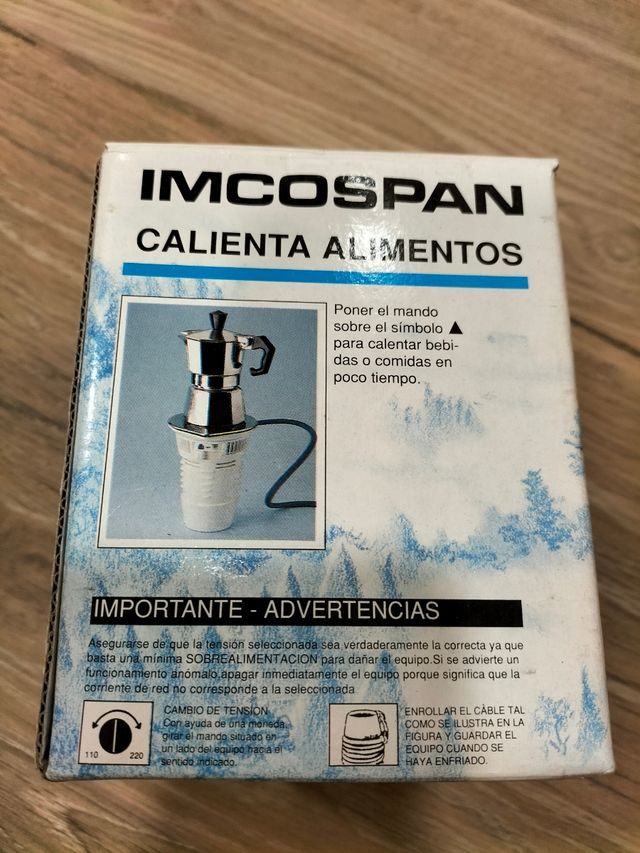 IMCOSPAN
CALIENTA ALIMENTOS
Poner el mando
sobre el símbolo ▲
para calentar bebi-
das o comidas en
poco tiempo.
IMPORTANTE - ADVERTENCIAS
Asegurarse de que la tensión seleccionada sea verdaderamente la correcta ya que
basta una mínima SOBREALIMENTACION para dañar el equipo.Si se advierte un
funcionamiento anómalo,apagar inmediatamente el equipo porque significa que la
corriente de red no corresponde a la seleccionada
110 220
CAMBIO DE TENSION
Con ayuda de una moneda,
girar el mando situado en
un lado del equipo hacia el
sentido indicado.
ENROLLAR EL CABLE TAL
COMO SE ILUSTRA EN LA
FIGURA Y GUARDAR EL
EQUIPO CUANDO SE
HAYA ENFRIADO.